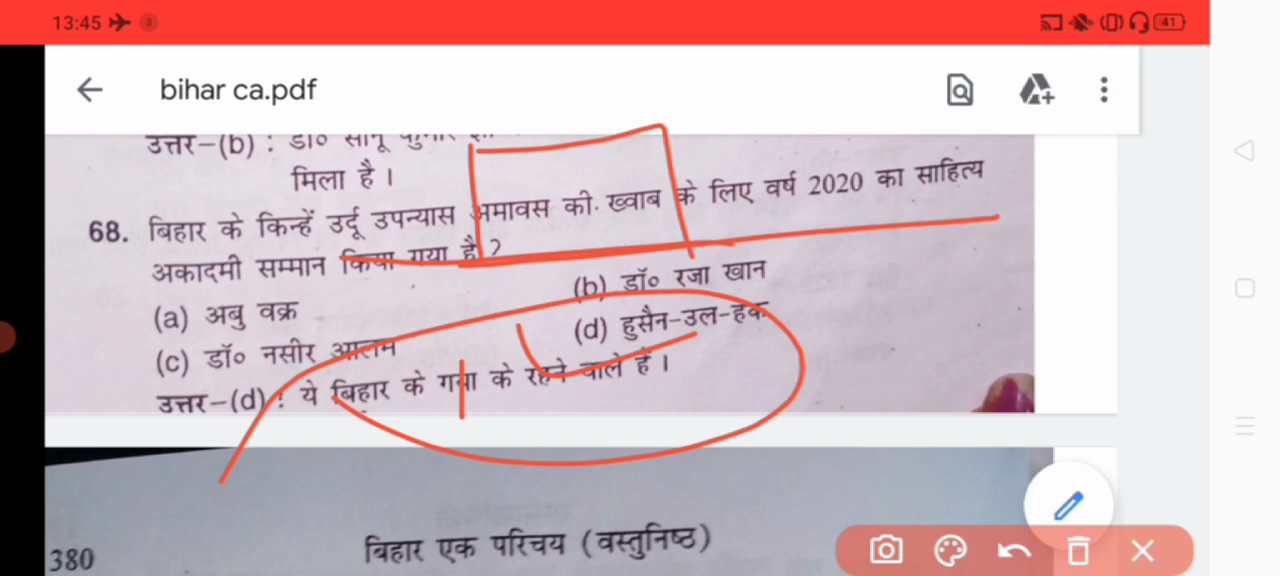 13:45
41
bihar ca.pdf
उत्तर-(b) : डा० सोनू कुमार
मिला है।
68. बिहार के किन्हें उर्दू उपन्यास अमावस की ख्वाब के लिए वर्ष 2020 का साहित्य
अकादमी सम्मान किया गया है ?
(a) अबु वक्र
(b) डॉ० रजा खान
(c) डॉ० नसीर आलम
(d) हुसैन-उल-हक
उत्तर-(d) : ये बिहार के गया के रहने वाले हैं।
380
बिहार एक परिचय (वस्तुनिष्ठ)